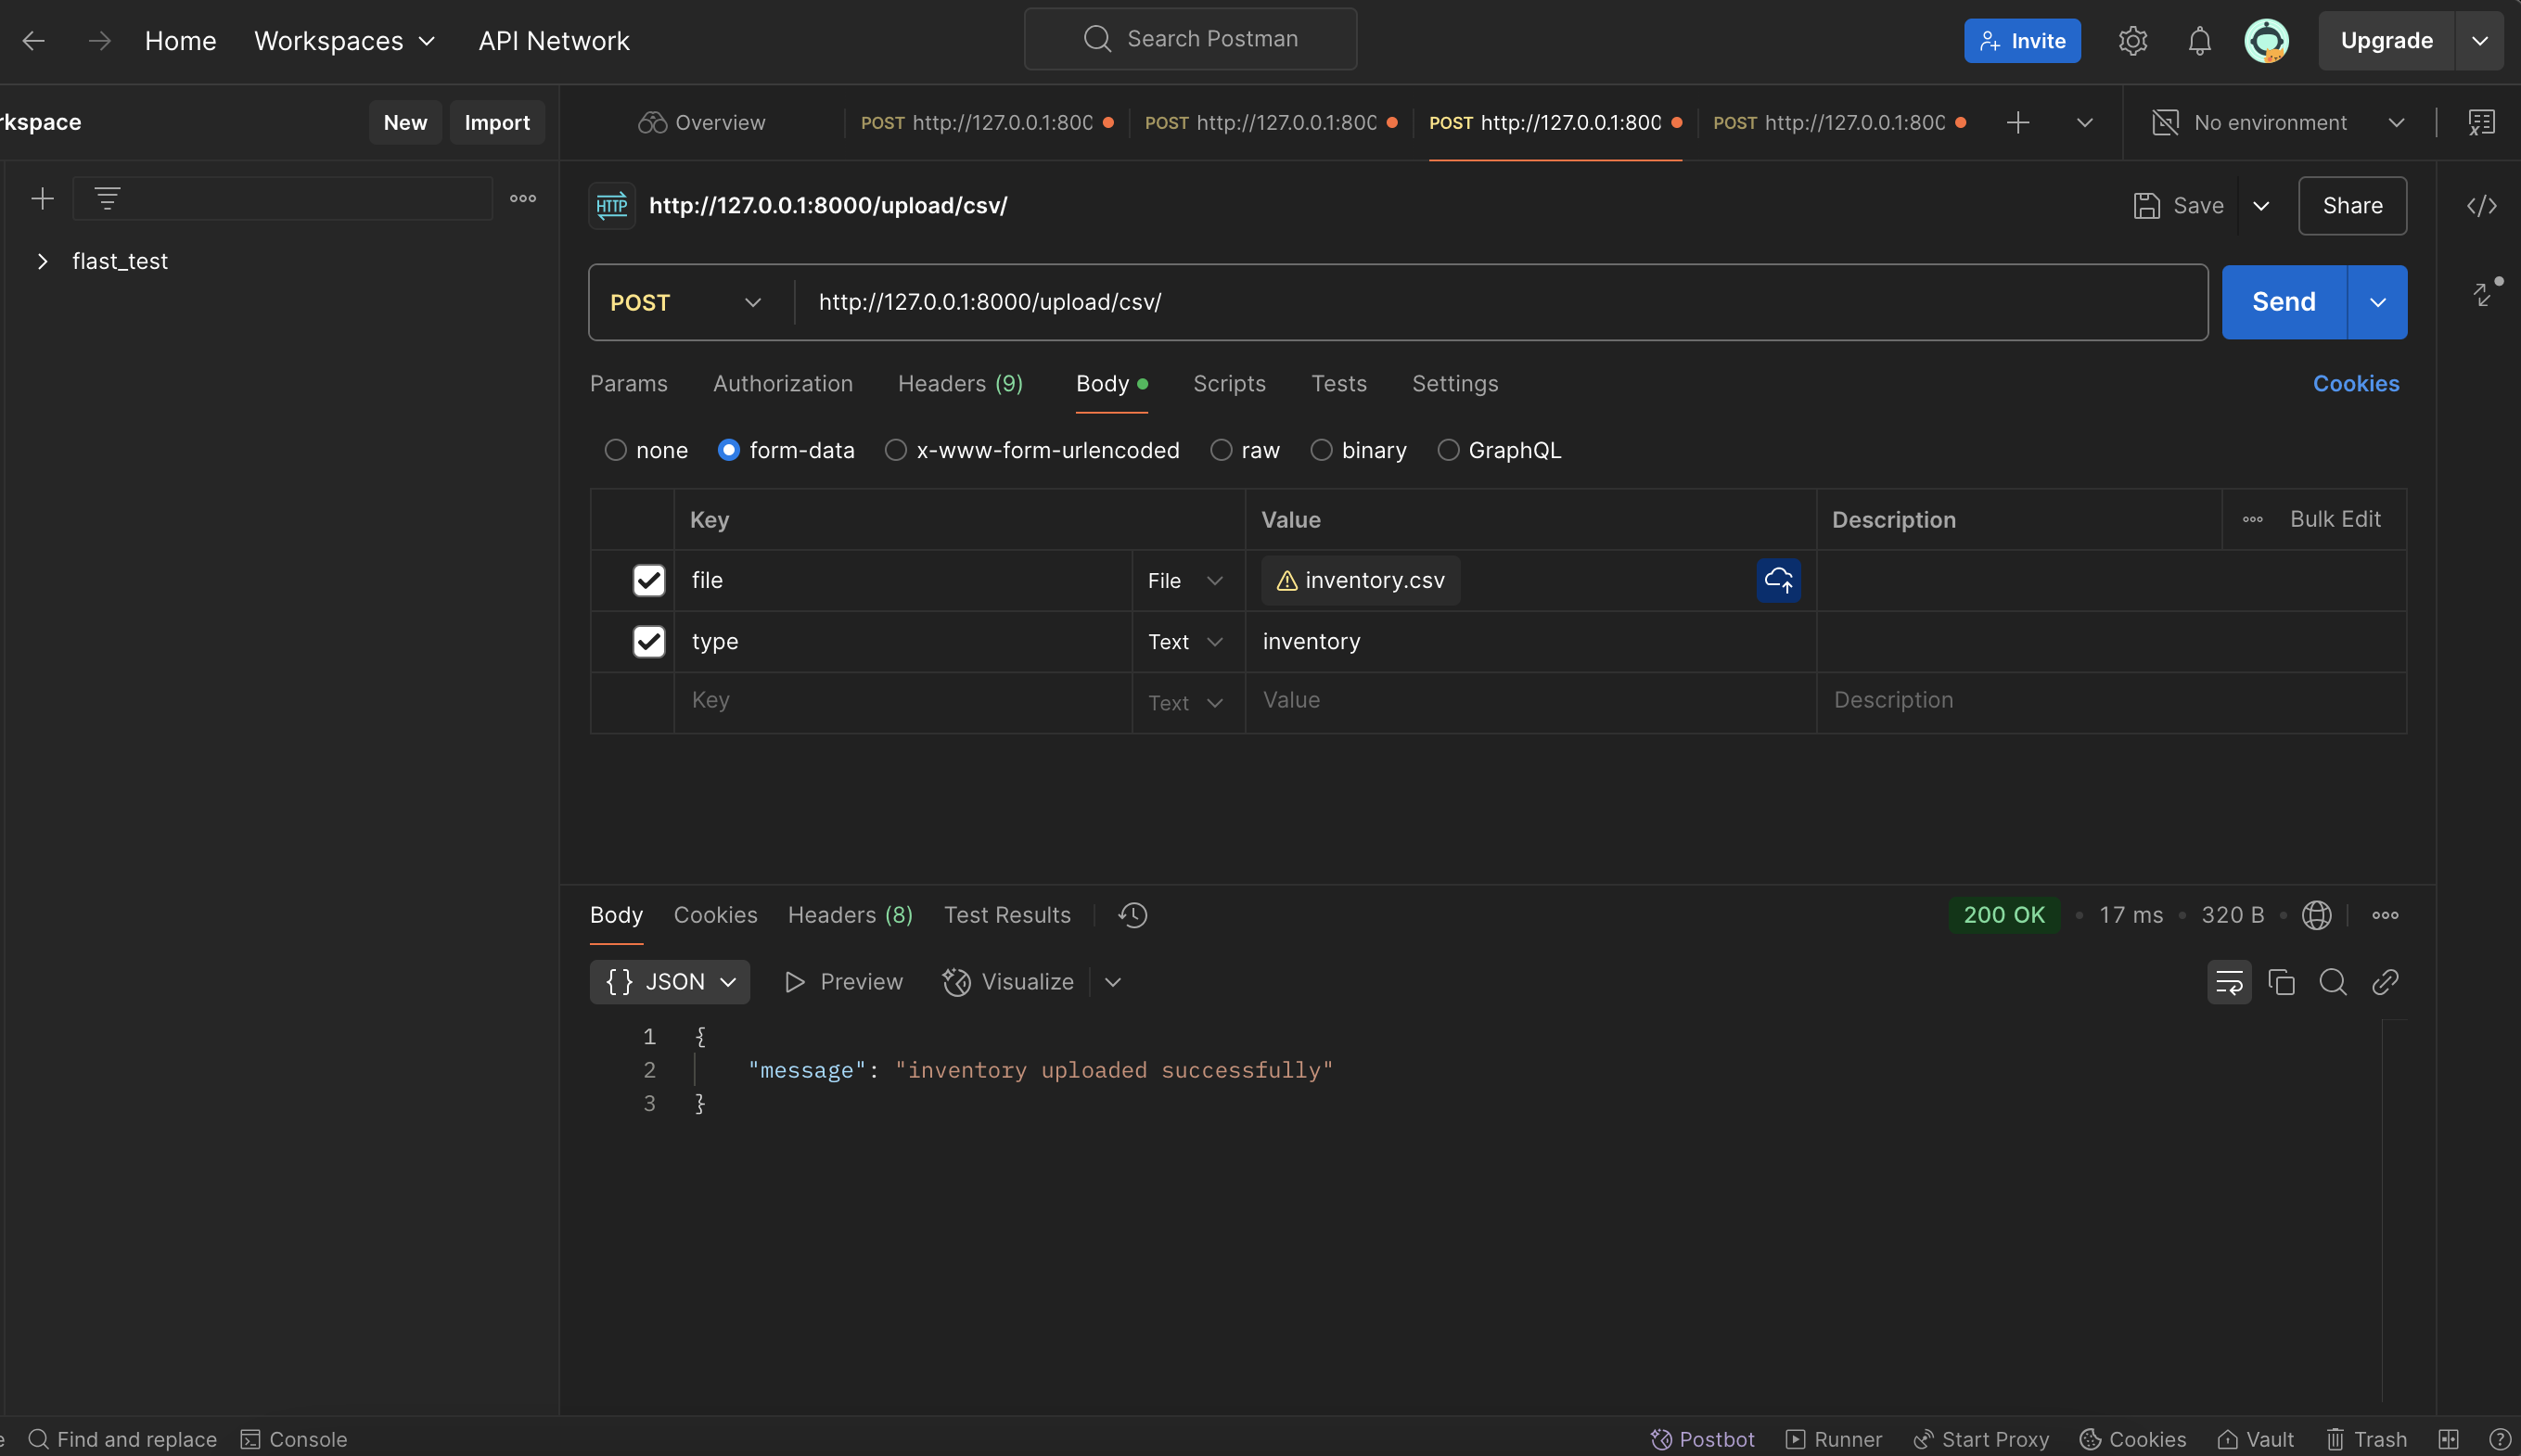 Home Workspaces API Network Search Postman Invite Upgrade
rkspace New Import Overview POST http://127.0.0.1:800 POST http://127.0.0.1:800 POST http://127.0.0.1:800 POST http://127.0.0.1:800 No environment
flast_test
HTTP http://127.0.0.1:8000/upload/csv/ Save Share
POST http://127.0.0.1:8000/upload/csv/ Send
Params Authorization Headers (9) Body Scripts Tests Settings Cookies
none form-data x-www-form-urlencoded raw binary GraphQL
Key Value Description Bulk Edit
file File inventory.csv
type Text inventory
Key Text Value Description
Body Cookies Headers (8) Test Results 200 OK 17 ms 320 B
{} JSON Preview Visualize
1 {
2 "message": "inventory uploaded successfully"
3 }
e Find and replace Console Postbot Runner Start Proxy Cookies Vault Trash